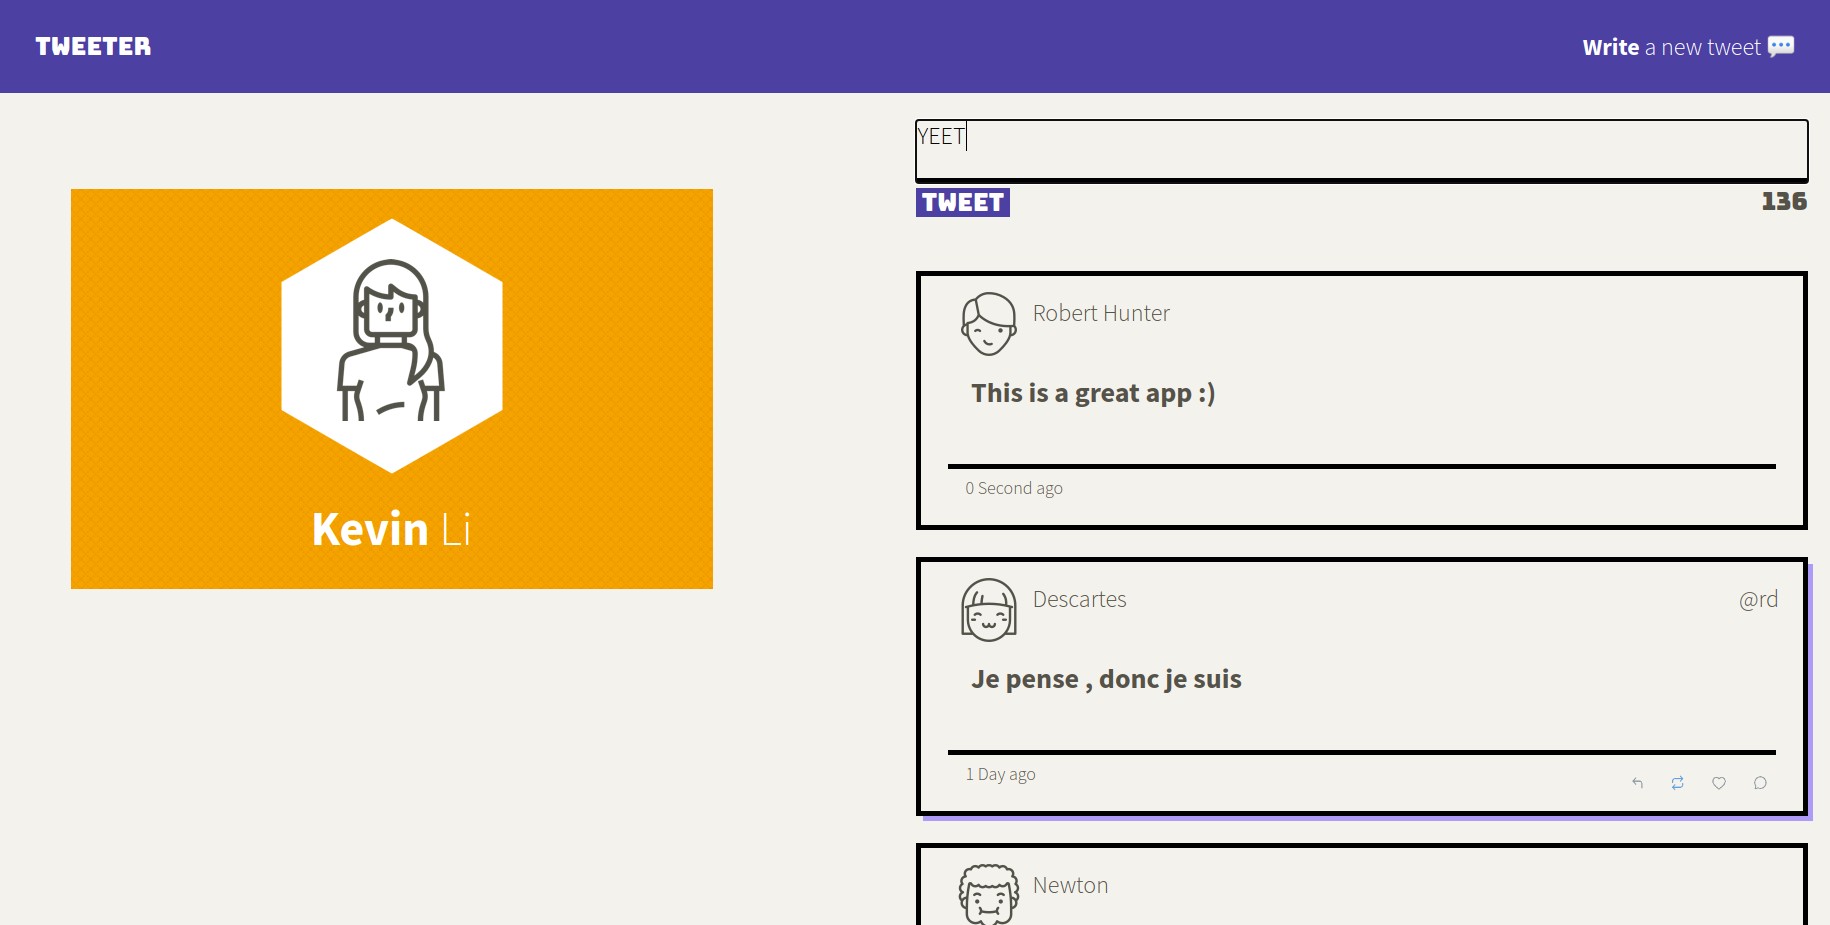 TWEETER
Write a new tweet 💬
YEET
TWEET
136
Kevin Li
Robert Hunter
This is a great app :)
0 Second ago
Descartes
@rd
Je pense , donc je suis
1 Day ago
Newton